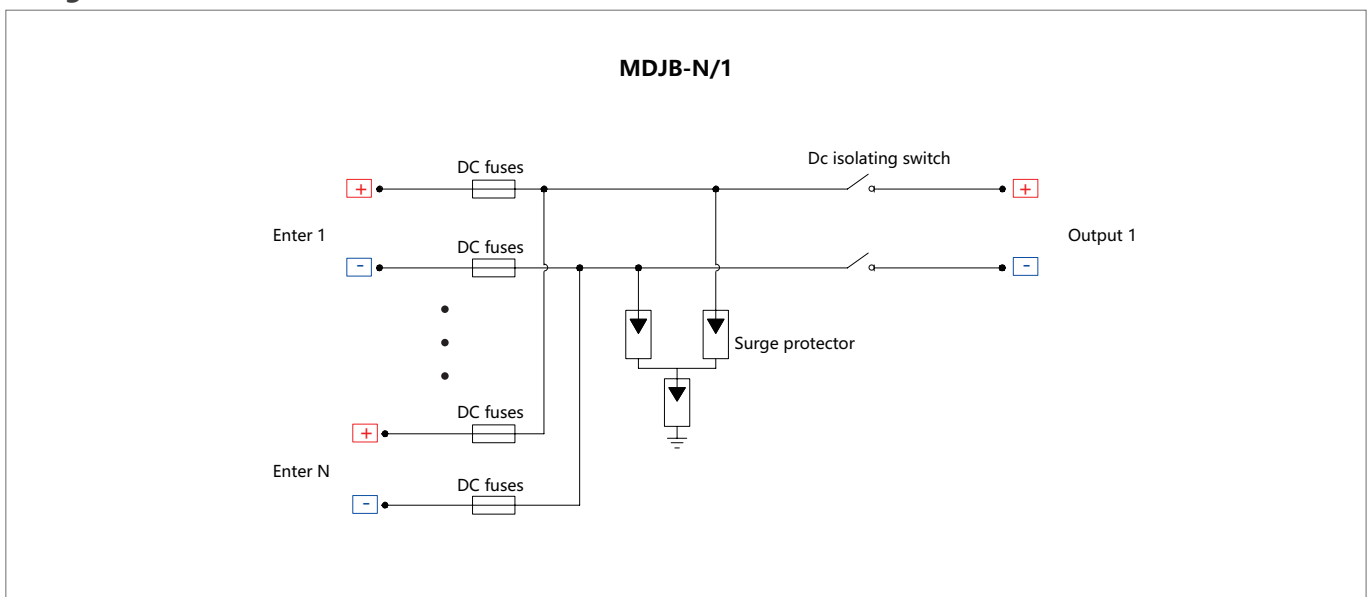 MDJB-N/1
Dc isolating switch
DC fuses
+
+
Enter 1
Output 1
DC fuses
-
-
Surge protector
DC fuses
+
Enter N
DC fuses
-